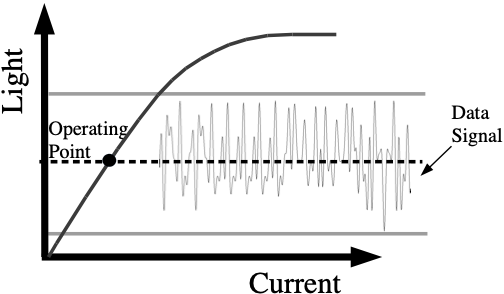 Light
Operating
Point
Data
Signal
Current